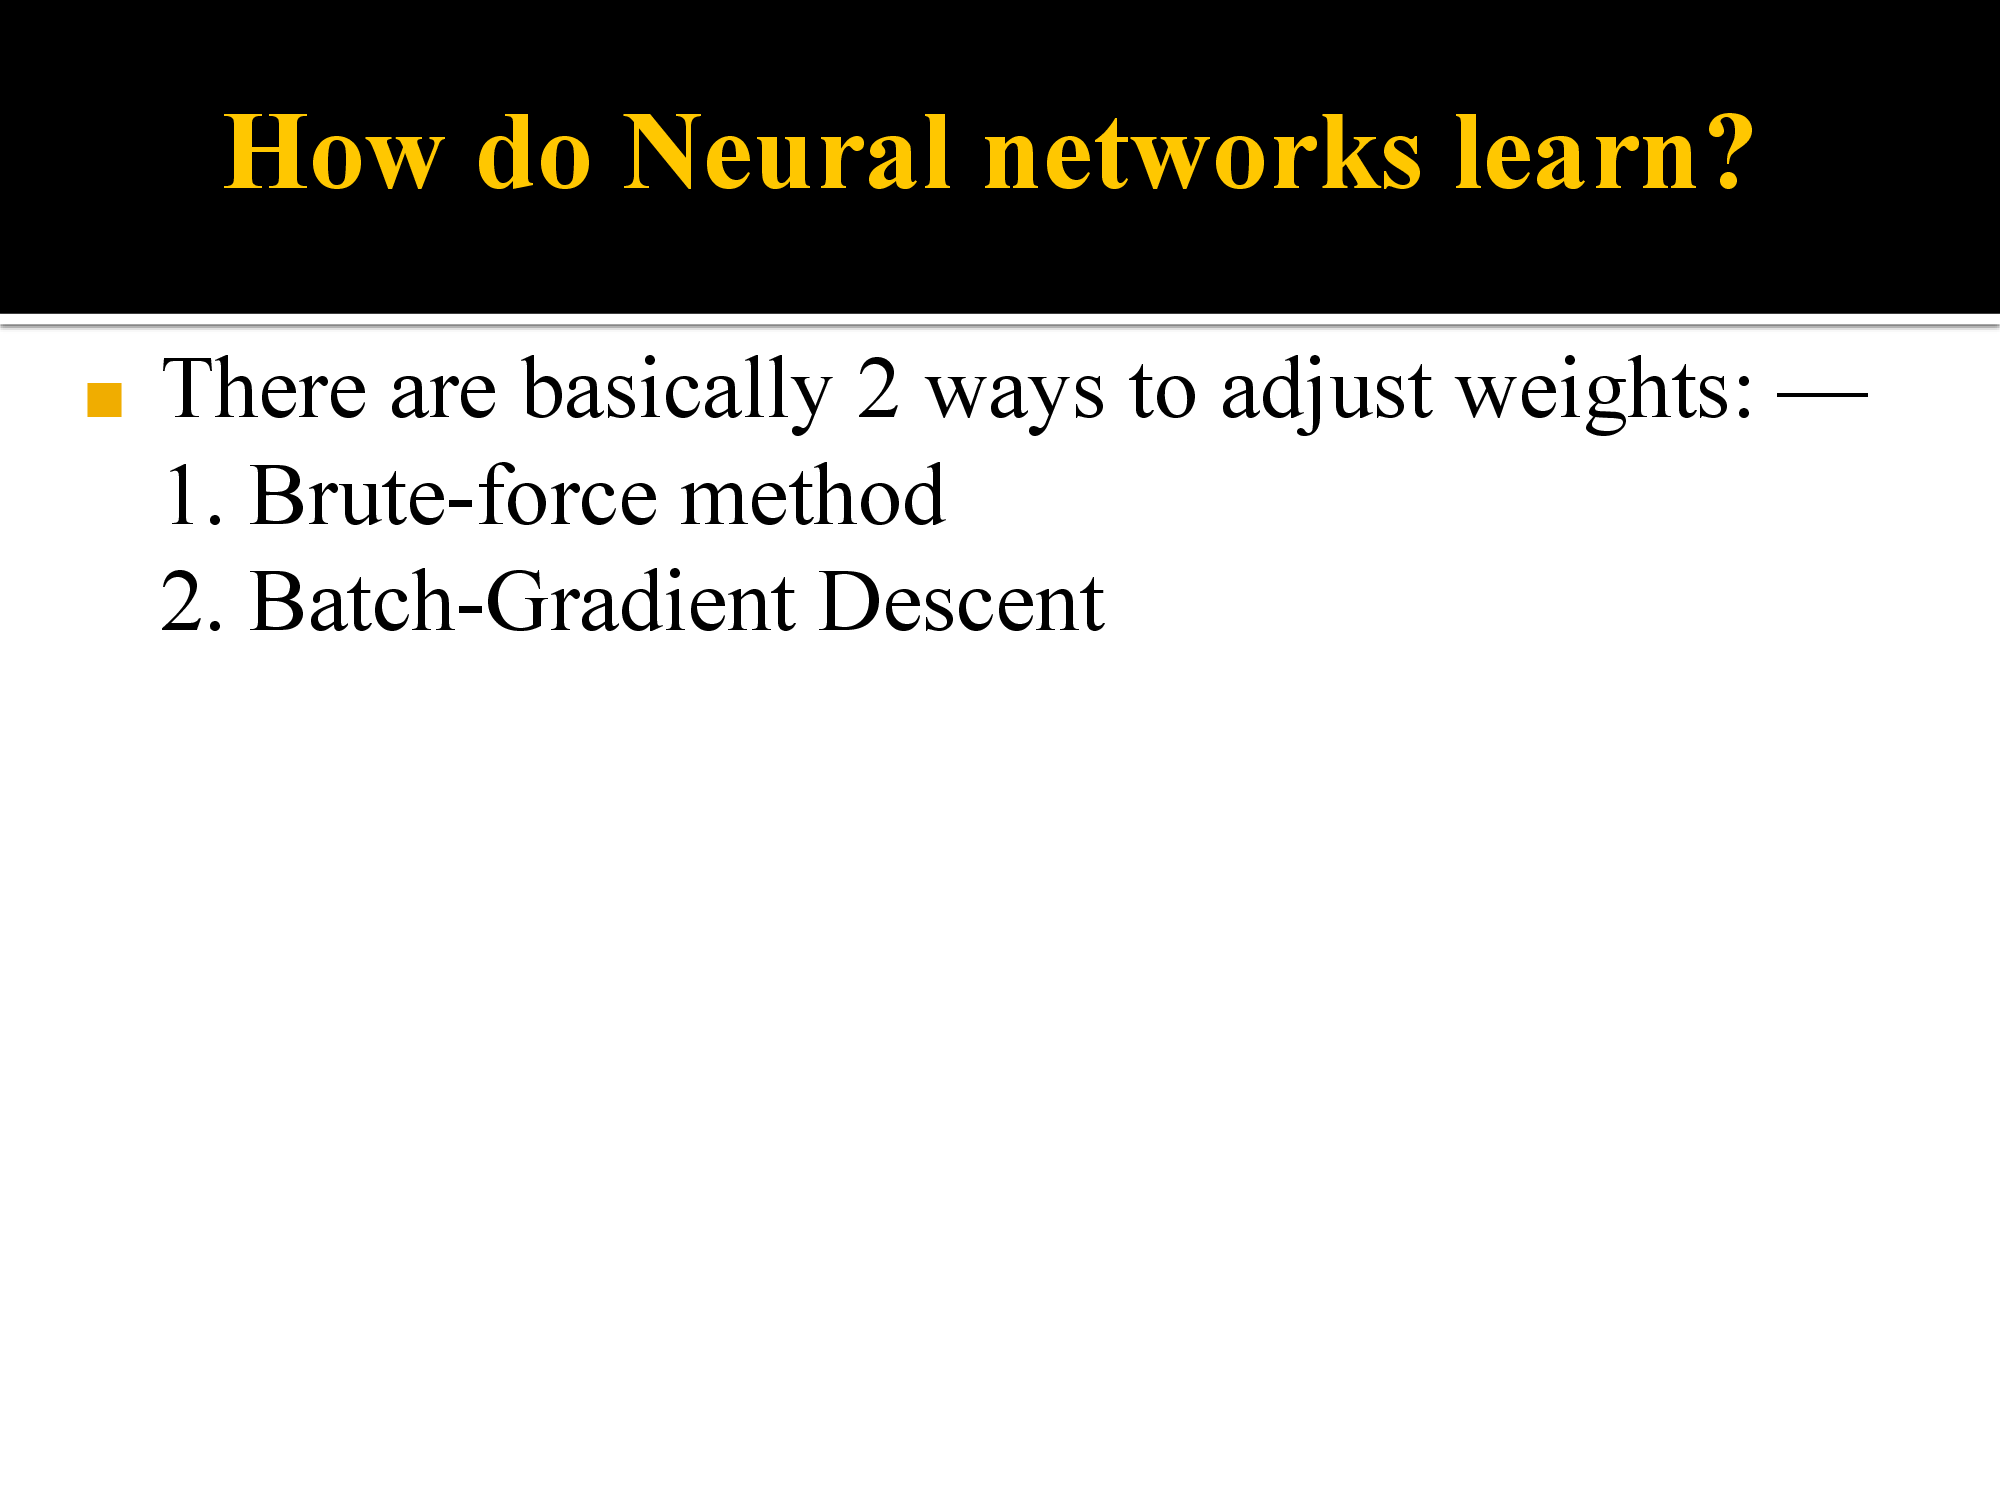 How do Neural networks learn?
There are basically 2 ways to adjust weights: —
1. Brute-force method
2. Batch-Gradient Descent